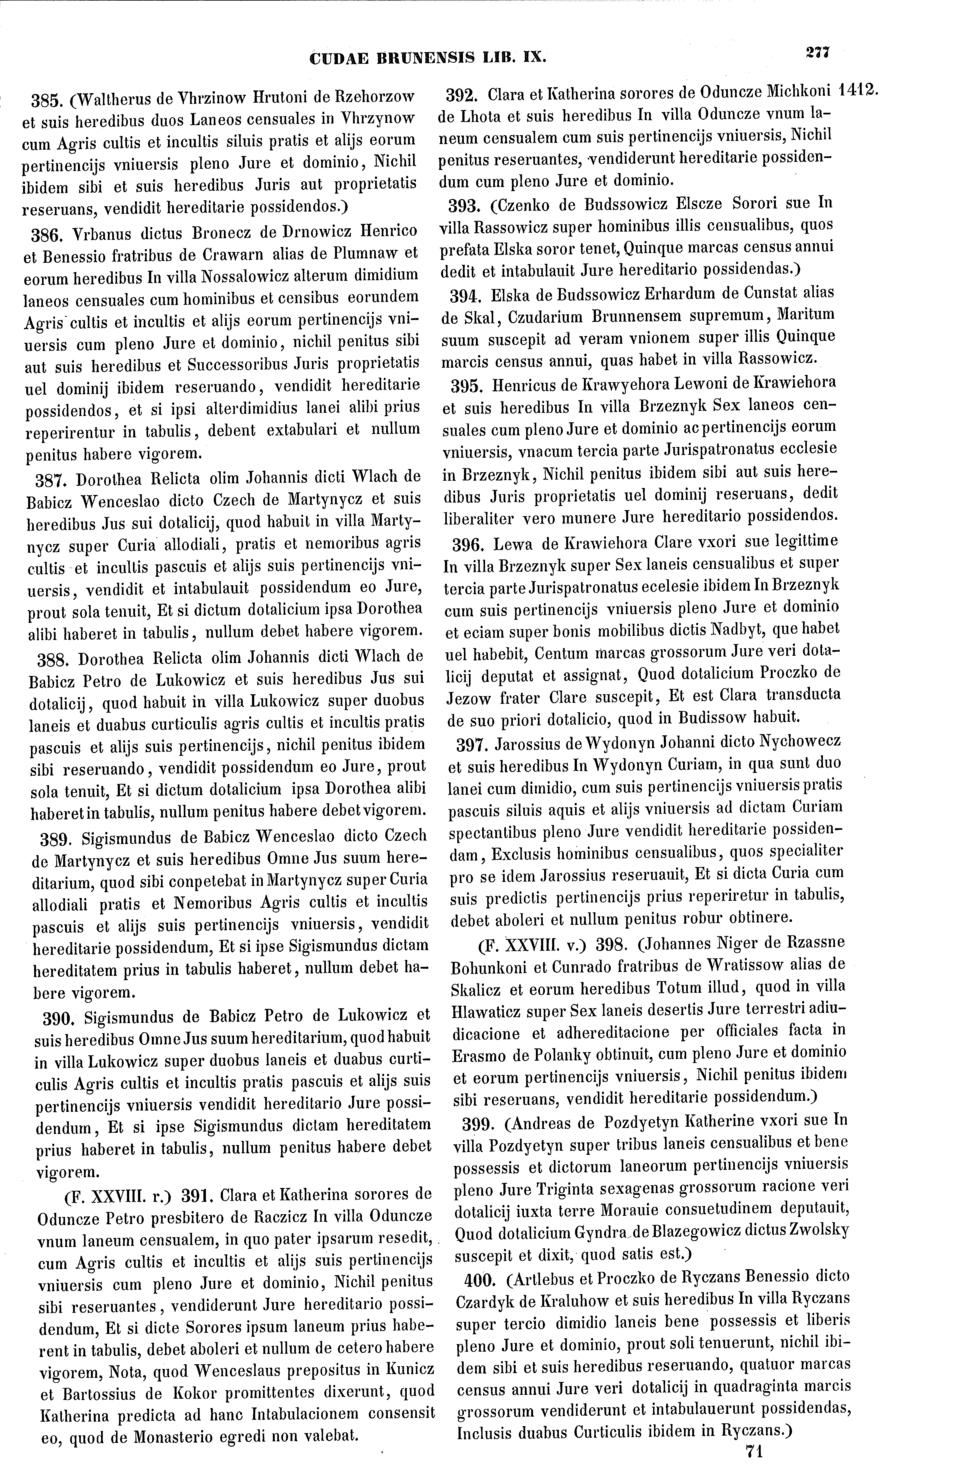 CUDAE BRUNENSIS LIB. IX.
277
385. (Waltherus de Vhrzinow Hrutoni de Rzehorzow
et suis heredibus duos Laneos censuales in Vhrzynow
cum Agris cultis et incultis siluis pratis et alijs eorum
pertinencijs vniuersis pleno Jure et dominio, Nichil
ibidem sibi et suis heredibus Juris aut proprietatis
reseruans, vendidit hereditarie possidendos.)
386. Vrbanus dictus Bronecz de Drnowicz Henrico
et Benessio fratribus de Crawarn alias de Plumnaw et
eorum heredibus In villa Nossalowicz alterum dimidium
laneos censuales cum hominibus et censibus eorundem
Agris cultis et incultis et alijs eorum pertinencijs vni-
uersis cum pleno Jure et dominio, nichil penitus sibi
aut suis heredibus et Successoribus Juris proprietatis
uel dominij ibidem reseruando, vendidit hereditarie
possidendos, et si ipsi alterdimidius lanei alibi prius
reperirentur in tabulis, debent extabulari et nullum
penitus habere vigorem.
387. Dorothea Relicta olim Johannis dicti Wlach de
Babicz Wenceslao dicto Czech de Martynycz et suis
heredibus Jus sui dotalicij, quod habuit in villa Marty-
nycz super Curia allodiali, pratis et nemoribus agris
cultis et incultis pascuis et alijs suis pertinencijs vni-
uersis, vendidit et intabulauit possidendum eo Jure,
prout sola tenuit, Et si dictum dotalicium ipsa Dorothea
alibi haberet in tabulis, nullum debet habere vigorem.
388. Dorothea Relicta olim Johannis dicti Wlach de
Babicz Petro de Lukowicz et suis heredibus Jus sui
dotalicij, quod habuit in villa Lukowicz super duobus
laneis et duabus curticulis agris cultis et incultis pratis
pascuis et alijs suis pertinencijs, nichil penitus ibidem
sibi reseruando, vendidit possidendum eo Jure, prout
sola tenuit, Et si dictum dotalicium ipsa Dorothea alibi
haberet in tabulis, nullum penitus habere debet vigorem.
389. Sigismundus de Babicz Wenceslao dicto Czech
de Martynycz et suis heredibus Omne Jus suum here-
ditarium, quod sibi conpetebat in Martynycz super Curia
allodiali pratis et Nemoribus Agris cultis et incultis
pascuis et alijs suis pertinencijs vniuersis, vendidit
hereditarie possidendum, Et si ipse Sigismundus dictam
hereditatem prius in tabulis haberet, nullum debet ha-
bere vigorem.
390. Sigismundus de Babicz Petro de Lukowicz et
suis heredibus Omne Jus suum hereditarium, quod habuit
in villa Lukowicz super duobus laneis et duabus curti-
culis Agris cultis et incultis pratis pascuis et alijs suis
pertinencijs vniuersis vendidit hereditario Jure possi-
dendum, Et si ipse Sigismundus dictam hereditatem
prius haberet in tabulis, nullum penitus habere debet
vigorem.
(F. XXVIII. r.) 391. Clara et Katherina sorores de
Oduncze Petro presbitero de Raczicz In villa Oduncze
vnum laneum censualem, in quo pater ipsarum resedit,
cum Agris cultis et incultis et alijs suis pertinencijs
vniuersis cum pleno Jure et dominio, Nichil penitus
sibi reseruantes, vendiderunt Jure hereditario possi-
dendum, Et si dicte Sorores ipsum laneum prius habe-
rent in tabulis, debet aboleri et nullum de cetero habere
vigorem, Nota, quod Wenceslaus prepositus in Kunicz
et Bartossius de Kokor promittentes dixerunt, quod
Katherina predicta ad hanc Intabulacionem consensit
eo, quod de Monasterio egredi non valebat.
392. Clara et Katherina sorores de Oduncze Michkoni 1412.
de Lhota et suis heredibus In villa Oduncze vnum la-
neum censualem cum suis pertinencijs vniuersis, Nichil
penitus reseruantes, vendiderunt hereditarie possiden-
dum cum pleno Jure et dominio.
393. (Czenko de Budssowicz Elscze Sorori sue In
villa Rassowicz super hominibus illis censualibus, quos
prefata Elska soror tenet, Quinque marcas census annui
dedit et intabulauit Jure hereditario possidendas.)
394. Elska de Budssowicz Erhardum de Cunstat alias
de Skal, Czudarium Brunnensem supremum, Maritum
suum suscepit ad veram vnionem super illis Quinque
marcis census annui, quas habet in villa Rassowicz.
395. Henricus de Krawyehora Lewoni de Krawiehora
et suis heredibus In villa Brzeznyk Sex laneos cen-
suales cum pleno Jure et dominio ac pertinencijs eorum
vniuersis, vnacum tercia parte Jurispatronatus ecclesie
in Brzeznyk, Nichil penitus ibidem sibi aut suis here-
dibus Juris proprietatis uel dominij reseruans, dedit
liberaliter vero munere Jure hereditario possidendos.
396. Lewa de Krawiehora Clare vxori sue legittime
In villa Brzeznyk super Sex laneis censualibus et super
tercia parte Jurispatronatus ecelesie ibidem In Brzeznyk
cum suis pertinencijs vniuersis pleno Jure et dominio
et eciam super bonis mobilibus dictis Nadbyt, que habet
uel habebit, Centum marcas grossorum Jure veri dota-
licij deputat et assignat, Quod dotalicium Proczko de
Jezow frater Clare suscepit, Et est Clara transducta
de suo priori dotalicio, quod in Budissow habuit.
397. Jarossius de Wydonyn Johanni dicto Nychowecz
et suis heredibus In Wydonyn Curiam, in qua sunt duo
lanei cum dimidio, cum suis pertinencijs vniuersis pratis
pascuis siluis aquis et alijs vniuersis ad dictam Curiam
spectantibus pleno Jure vendidit hereditarie possiden-
dam, Exclusis hominibus censualibus, quos specialiter
pro se idem Jarossius reseruauit, Et si dicta Curia cum
suis predictis pertinencijs prius reperiretur in tabulis,
debet aboleri et nullum penitus robur obtinere.
(F. XXVIII. v.) 398. (Johannes Niger de Rzassne
Bohunkoni et Cunrado fratribus de Wratissow alias de
Skalicz et eorum heredibus Totum illud, quod in villa
Hlawaticz super Sex laneis desertis Jure terrestri adiu-
dicacione et adhereditacione per officiales facta in
Erasmo de Polanky obtinuit, cum pleno Jure et dominio
et eorum pertinencijs vniuersis, Nichil penitus ibidem
sibi reseruans, vendidit hereditarie possidendum.)
399. (Andreas de Pozdyetyn Katherine vxori sue In
villa Pozdyetyn super tribus laneis censualibus et bene
possessis et dictorum laneorum pertinencijs vniuersis
pleno Jure Triginta sexagenas grossorum racione veri
dotalicij iuxta terre Morauie consuetudinem deputauit,
Quod dotalicium Gyndra de Blazegowicz dictus Zwolsky
suscepit et dixit, quod satis est.)
400. (Artlebus et Proczko de Ryczans Benessio dicto
Czardyk de Kraluhow et suis heredibus In villa Ryczans
super tercio dimidio laneis bene possessis et liberis
pleno Jure et dominio, prout soli tenuerunt, nichil ibi-
dem sibi et suis heredibus reseruando, quatuor marcas
census annui Jure veri dotalicij in quadraginta marcis
grossorum vendiderunt et intabulauerunt possidendas,
Inclusis duabus Curticulis ibidem in Ryczans.)
71